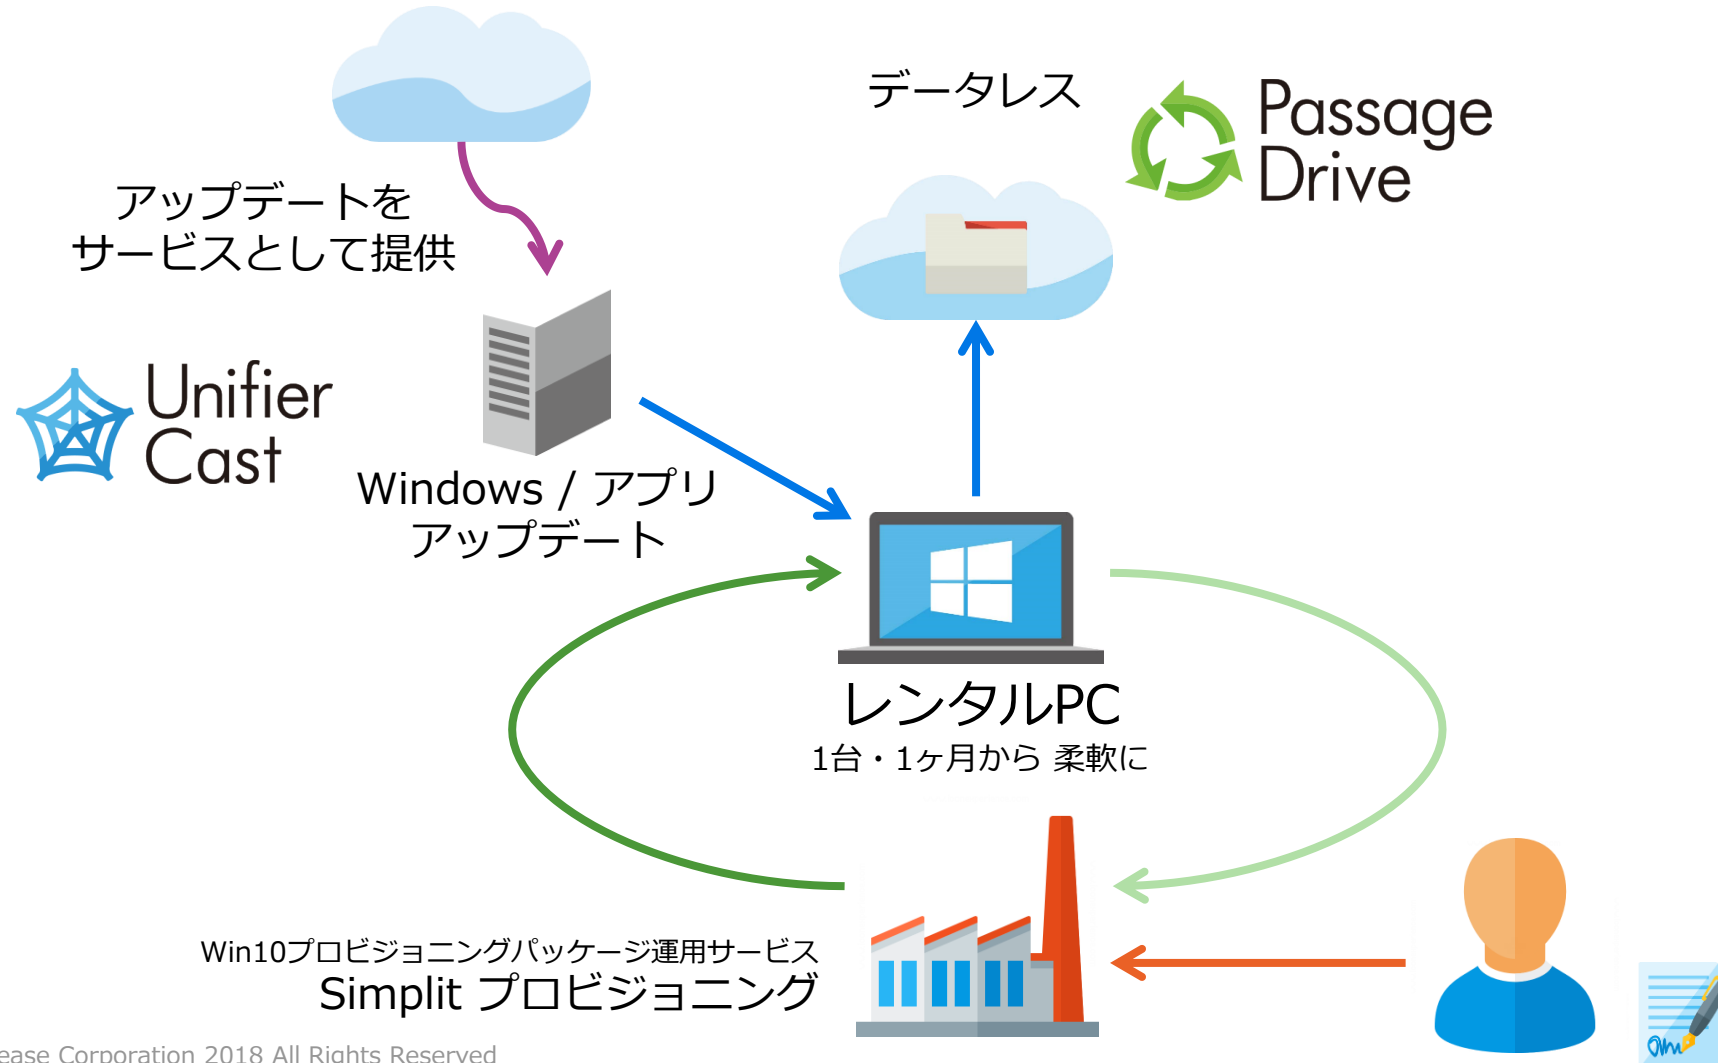 データレス
Passage
Drive
アップデートを
サービスとして提供
Unifier
Cast
Windows / アプリ
アップデート
レンタルPC
1台・1ヶ月から 柔軟に
Win10プロビジョニングパッケージ運用サービス
Simplit プロビジョニング
Corporation 2018 All Rights Reserved